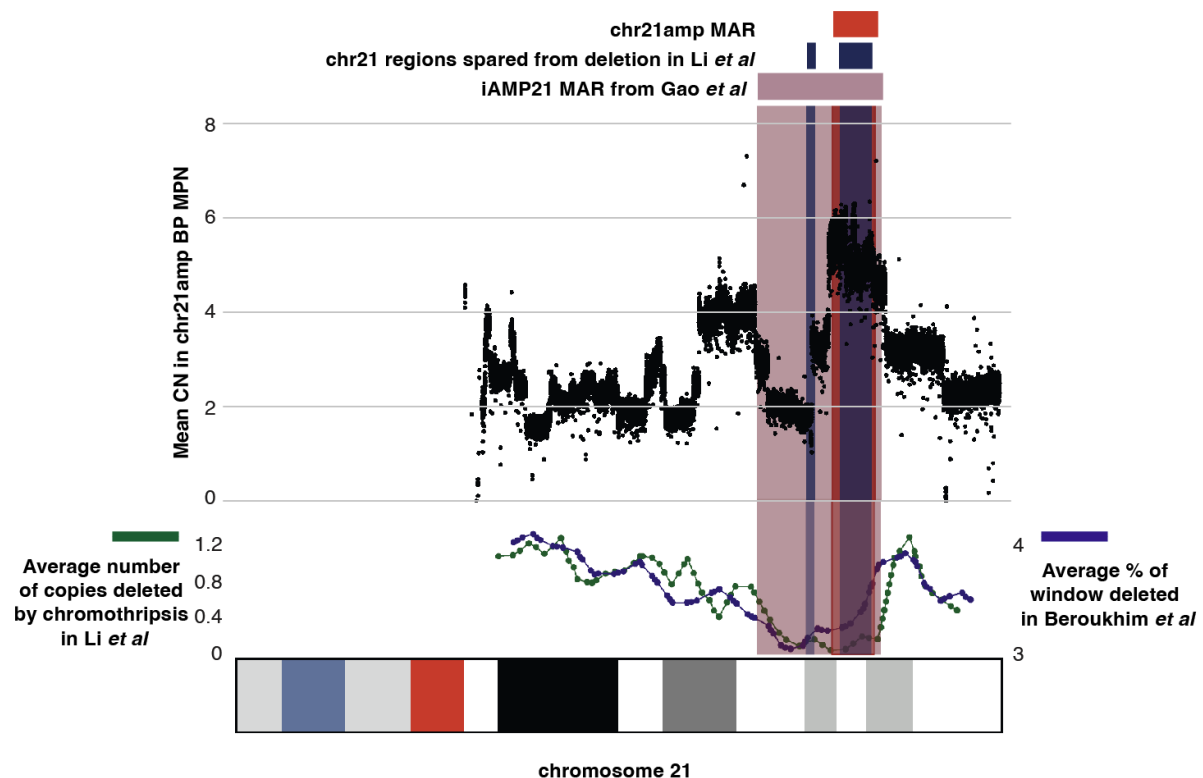 chr21amp MAR
chr21 regions spared from deletion in Li et al
iAMP21 MAR from Gao et al
Mean CN in chr21amp BP MPN
8
6
4
2
0
Average number
of copies deleted
by chromothripsis
in Li et al
1.2
0.8
0.4
0
4
3
Average % of
window deleted
in Beroukhim et al
chromosome 21